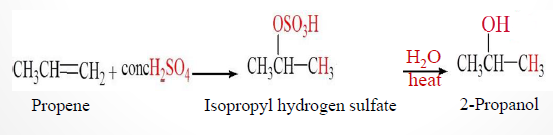 OSO₃H
OH
CH₃CH=CH₂ + concH₂SO₄ ⟶ CH₃CH—CH₃ H₂O CH₃CH—CH₃
heat
Propene Isopropyl hydrogen sulfate 2-Propanol